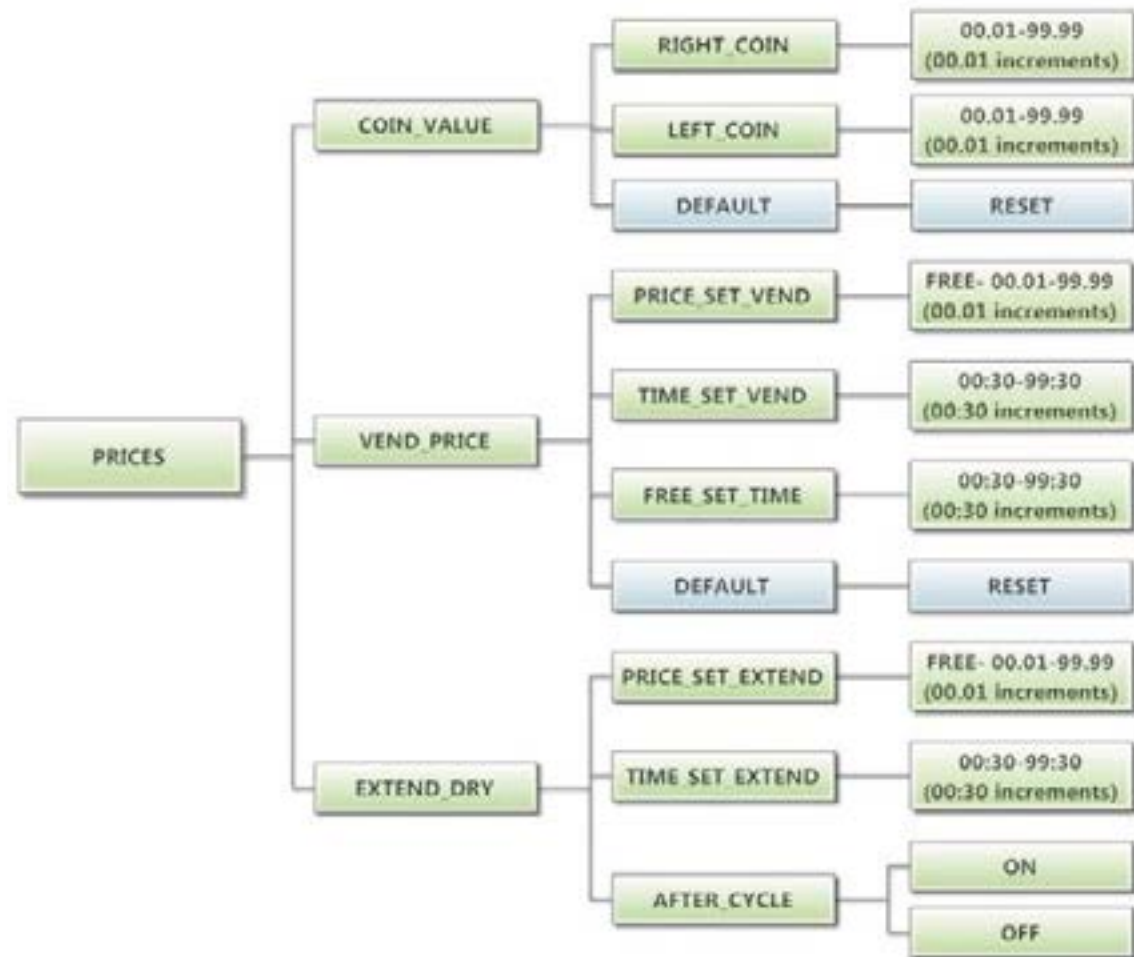 PRICES
COIN_VALUE
RIGHT_COIN
00.01-99.99
(00.01 increments)
LEFT_COIN
00.01-99.99
(00.01 increments)
DEFAULT
RESET
VEND_PRICE
PRICE_SET_VEND
FREE- 00.01-99.99
(00.01 increments)
TIME_SET_VEND
00:30-99:30
(00:30 increments)
FREE_SET_TIME
00:30-99:30
(00:30 increments)
DEFAULT
RESET
EXTEND_DRY
PRICE_SET_EXTEND
FREE- 00.01-99.99
(00.01 increments)
TIME_SET_EXTEND
00:30-99:30
(00:30 increments)
AFTER_CYCLE
ON
OFF